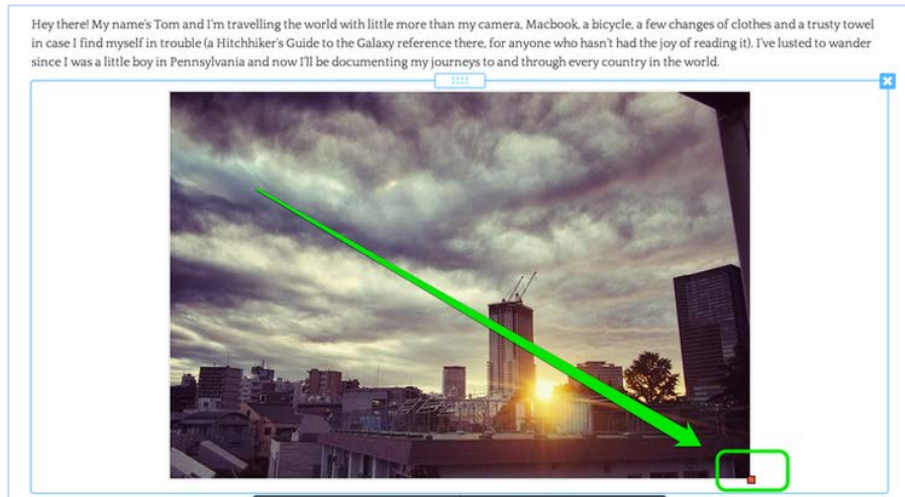 Hey there! My name's Tom and I'm travelling the world with little more than my camera, Macbook, a bicycle, a few changes of clothes and a trusty towel
in case I find myself in trouble (a Hitchhiker's Guide to the Galaxy reference there, for anyone who hasn't had the joy of reading it). I've lusted to wander
since I was a little boy in Pennsylvania and now I'll be documenting my journeys to and through every country in the world.